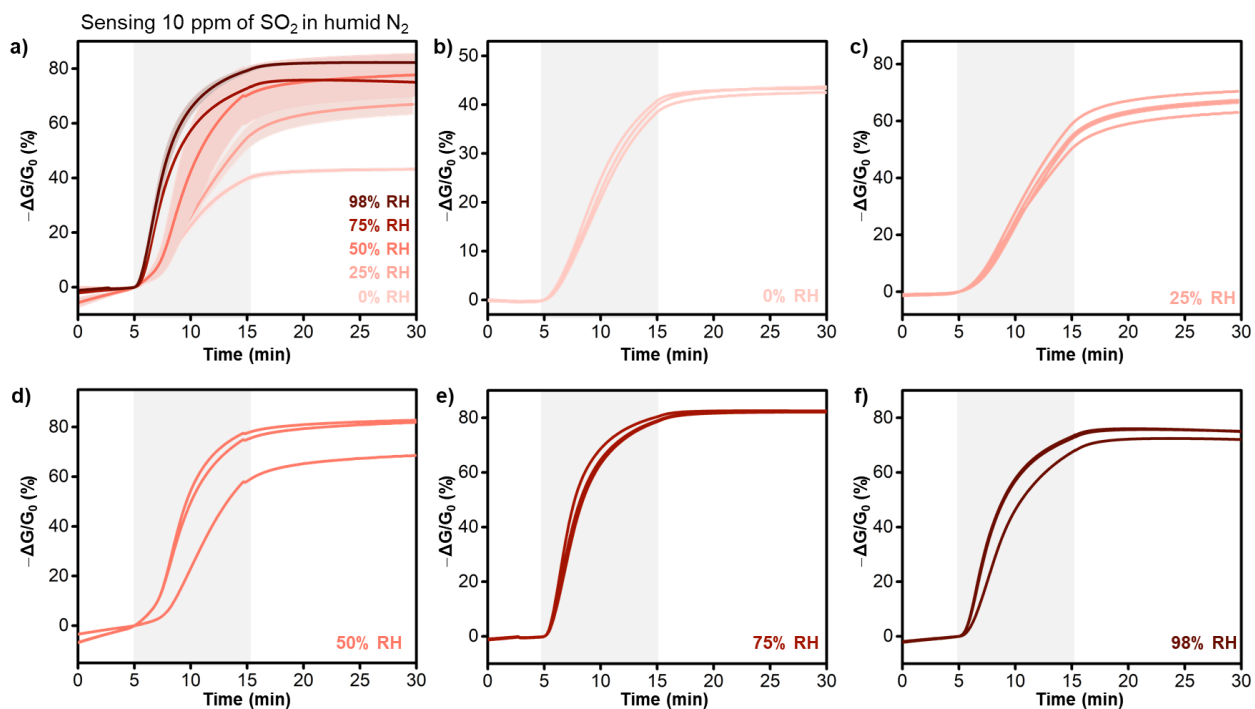 Sensing 10 ppm of SO₂ in humid N₂
a)
−ΔG/G₀ (%)
80
60
40
20
0
98% RH
75% RH
50% RH
25% RH
0% RH
0 5 10 15 20 25 30
Time (min)
b)
−ΔG/G₀ (%)
50
40
30
20
10
0
0% RH
0 5 10 15 20 25 30
Time (min)
c)
−ΔG/G₀ (%)
80
60
40
20
0
25% RH
0 5 10 15 20 25 30
Time (min)
d)
−ΔG/G₀ (%)
80
60
40
20
0
50% RH
0 5 10 15 20 25 30
Time (min)
e)
−ΔG/G₀ (%)
80
60
40
20
0
75% RH
0 5 10 15 20 25 30
Time (min)
f)
−ΔG/G₀ (%)
80
60
40
20
0
98% RH
0 5 10 15 20 25 30
Time (min)